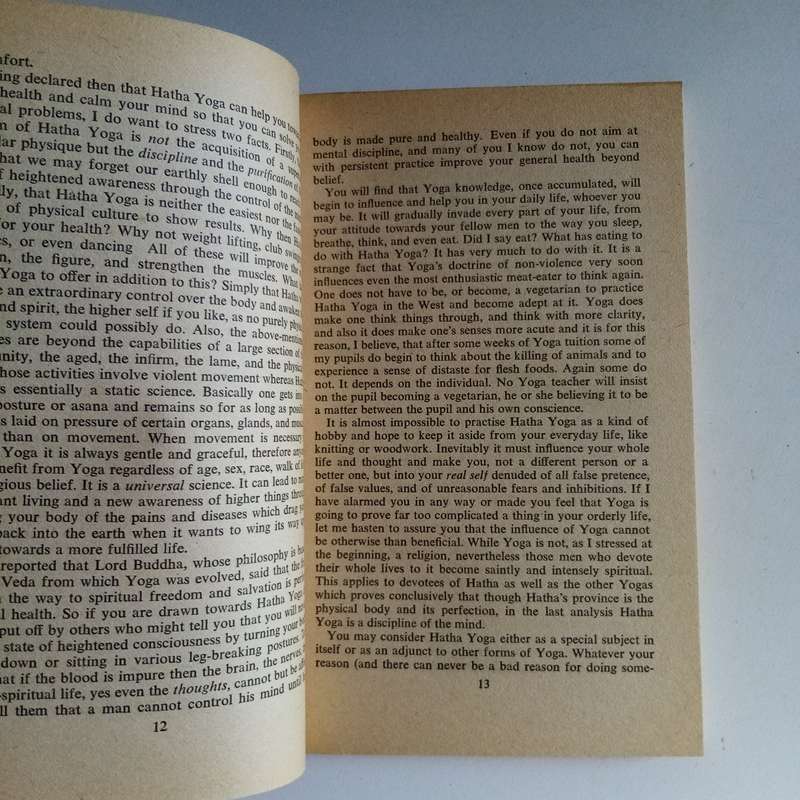 nfort.
ing declared then that Hatha Yoga can help you
health and calm your mind so that you can solve
al problems, I do want to stress two facts. Firstly,
m of Hatha Yoga is not the acquisition of a
lar physique but the discipline and the purification
hat we may forget our earthly shell enough to
f heightened awareness through the control of the
lly, that Hatha Yoga is neither the easiest nor the
of physical culture to show results. Why then
for your health? Why not weight lifting, club
es, or even dancing All of these will improve the
n, the figure, and strengthen the muscles. What
Yoga to offer in addition to this? Simply that Hatha
e an extraordinary control over the body and awaken
nd spirit, the higher self if you like, as no purely
system could possibly do. Also, the above-mention
es are beyond the capabilities of a large section of
unity, the aged, the infirm, the lame, and the
hose activities involve violent movement whereas
s essentially a static science. Basically one gets
posture or asana and remains so for as long as
s laid on pressure of certain organs, glands, and
than on movement. When movement is necessary
Yoga it is always gentle and graceful, therefore
nefit from Yoga regardless of age, sex, race, walk of
igious belief. It is a universal science. It can lead to
ant living and a new awareness of higher things
g your body of the pains and diseases which drag
back into the earth when it wants to wing its way
towards a more fulfilled life.
reported that Lord Buddha, whose philosophy is
Veda from which Yoga was evolved, said that the
n the way to spiritual freedom and salvation is
al health. So if you are drawn towards Hatha Yoga
put off by others who might tell you that you will
state of heightened consciousness by turning your
down or sitting in various leg-breaking postures.
hat if the blood is impure then the brain, the nerves,
-spiritual life, yes even the thoughts, cannot but be
ll them that a man cannot control his mind until
12
body is made pure and healthy. Even if you do not aim at
mental discipline, and many of you I know do not, you can
with persistent practice improve your general health beyond
belief.
You will find that Yoga knowledge, once accumulated, will
begin to influence and help you in your daily life, whoever you
may be. It will gradually invade every part of your life, from
your attitude towards your fellow men to the way you sleep,
breathe, think, and even eat. Did I say eat? What has eating to
do with Hatha Yoga? It has very much to do with it. It is a
strange fact that Yoga's doctrine of non-violence very soon
influences even the most enthusiastic meat-eater to think again.
One does not have to be, or become, a vegetarian to practice
Hatha Yoga in the West and become adept at it. Yoga does
make one think things through, and think with more clarity,
and also it does make one's senses more acute and it is for this
reason, I believe, that after some weeks of Yoga tuition some of
my pupils do begin to think about the killing of animals and to
experience a sense of distaste for flesh foods. Again some do
not. It depends on the individual. No Yoga teacher will insist
on the pupil becoming a vegetarian, he or she believing it to be
a matter between the pupil and his own conscience.
It is almost impossible to practise Hatha Yoga as a kind of
hobby and hope to keep it aside from your everyday life, like
knitting or woodwork. Inevitably it must influence your whole
life and thought and make you, not a different person or a
better one, but into your real self denuded of all false pretence,
of false values, and of unreasonable fears and inhibitions. If I
have alarmed you in any way or made you feel that Yoga is
going to prove far too complicated a thing in your orderly life,
let me hasten to assure you that the influence of Yoga cannot
be otherwise than beneficial. While Yoga is not, as I stressed at
the beginning, a religion, nevertheless those men who devote
their whole lives to it become saintly and intensely spiritual.
This applies to devotees of Hatha as well as the other Yogas
which proves conclusively that though Hatha's province is the
physical body and its perfection, in the last analysis Hatha
Yoga is a discipline of the mind.
You may consider Hatha Yoga either as a special subject in
itself or as an adjunct to other forms of Yoga. Whatever your
reason (and there can never be a bad reason for doing some-
13